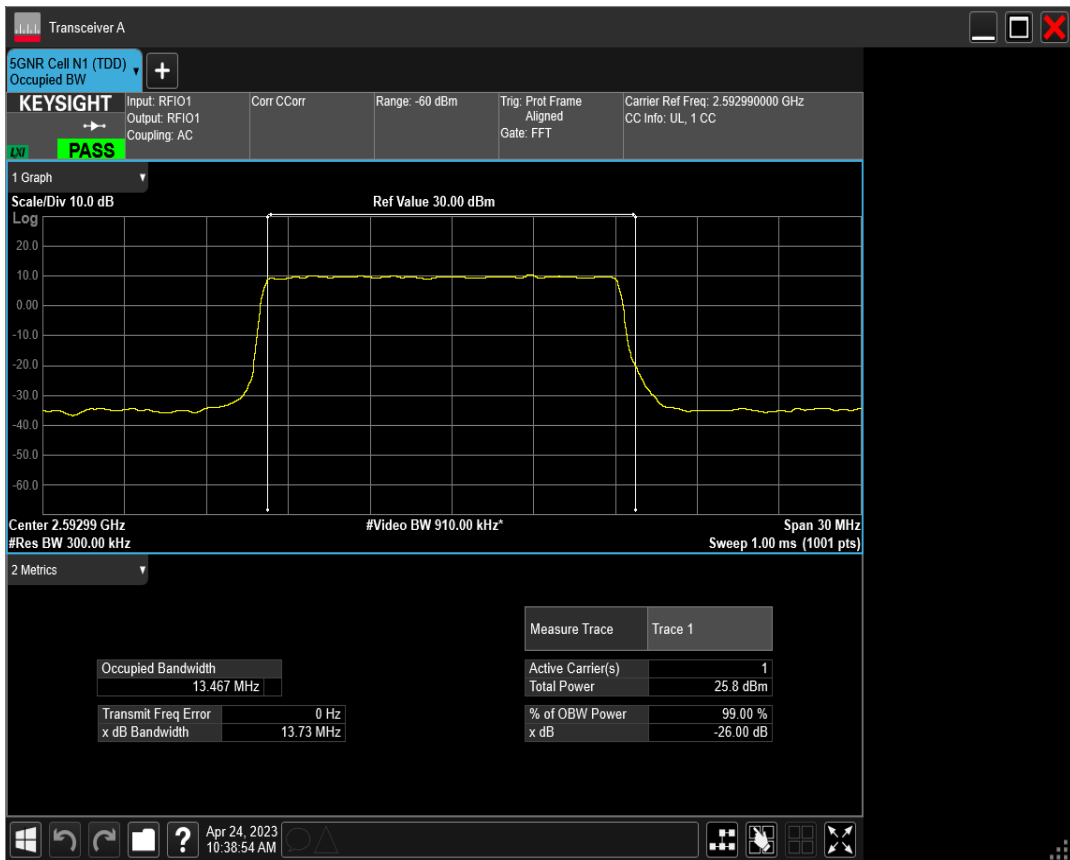 Transceiver A
5GNR Cell N1 (TDD)
Occupied BW
KEYSIGHT
LXI
PASS
Input: RFIO1
Output: RFIO1
Coupling: AC
Corr CCorr
Range: -60 dBm
Trig: Prot Frame
Aligned
Gate: FFT
Carrier Ref Freq: 2.592990000 GHz
CC Info: UL, 1 CC
1 Graph
Scale/Div 10.0 dB
Ref Value 30.00 dBm
Log
20.0
10.0
0.00
-10.0
-20.0
-30.0
-40.0
-50.0
-60.0
Center 2.59299 GHz
#Video BW 910.00 kHz*
Span 30 MHz
#Res BW 300.00 kHz
Sweep 1.00 ms (1001 pts)
2 Metrics
Measure Trace Trace 1
Occupied Bandwidth
13.467 MHz
Active Carrier(s) 1
Total Power 25.8 dBm
Transmit Freq Error 0 Hz
x dB Bandwidth 13.73 MHz
% of OBW Power 99.00 %
x dB -26.00 dB
?
Apr 24, 2023
10:38:54 AM